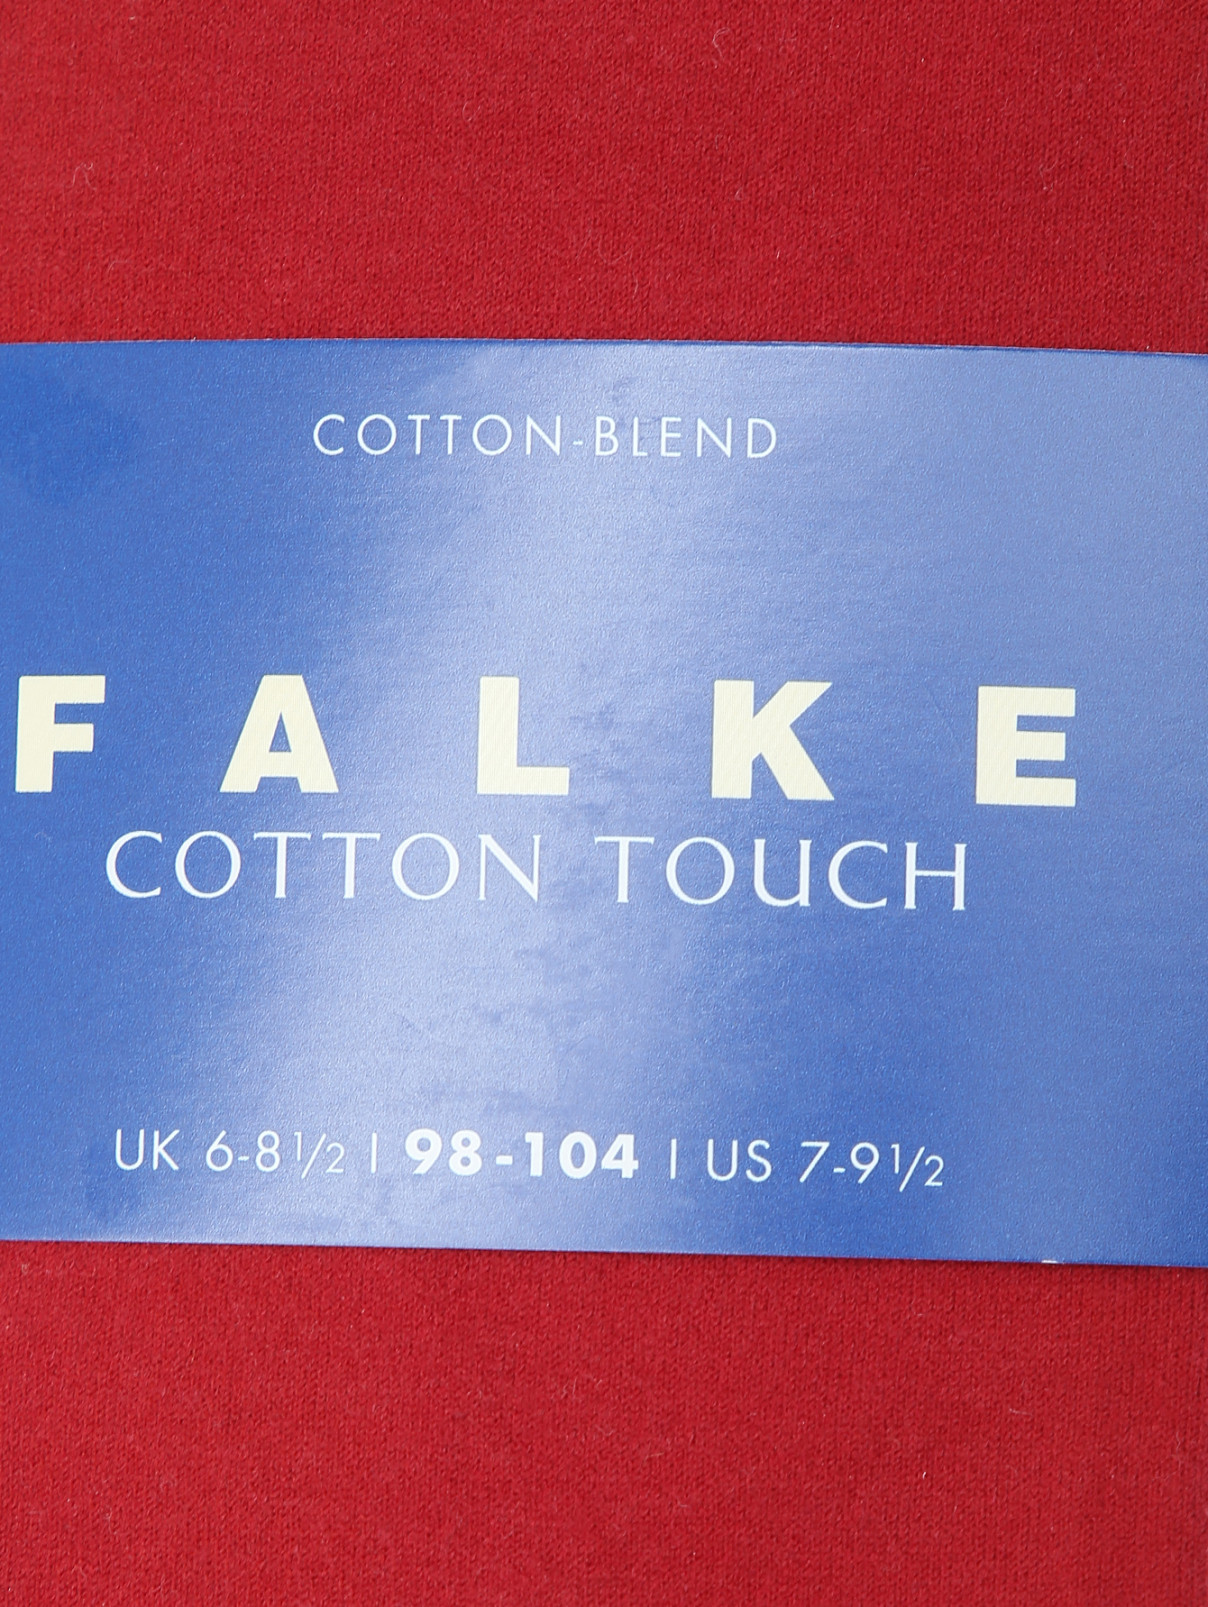 COTTON-BLEND
FALKE
COTTON TOUCH
UK 6-8½ | 98-104 | US 7-9½